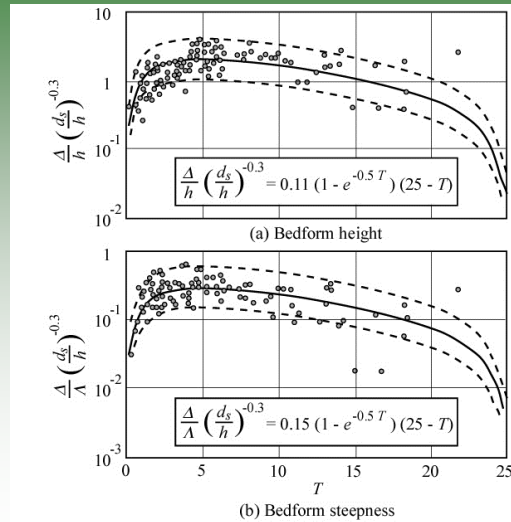 10
1
10^-1
10^-2
Δ/h (d_s/h)^-0.3
Δ/h (d_s/h)^-0.3 = 0.11 (1 - e^-0.5 T) (25 - T)
(a) Bedform height
1
10^-1
10^-2
10^-3
Δ/Λ (d_s/h)^-0.3
Δ/Λ (d_s/h)^-0.3 = 0.15 (1 - e^-0.5 T) (25 - T)
0 5 10 15 20 25
T
(b) Bedform steepness